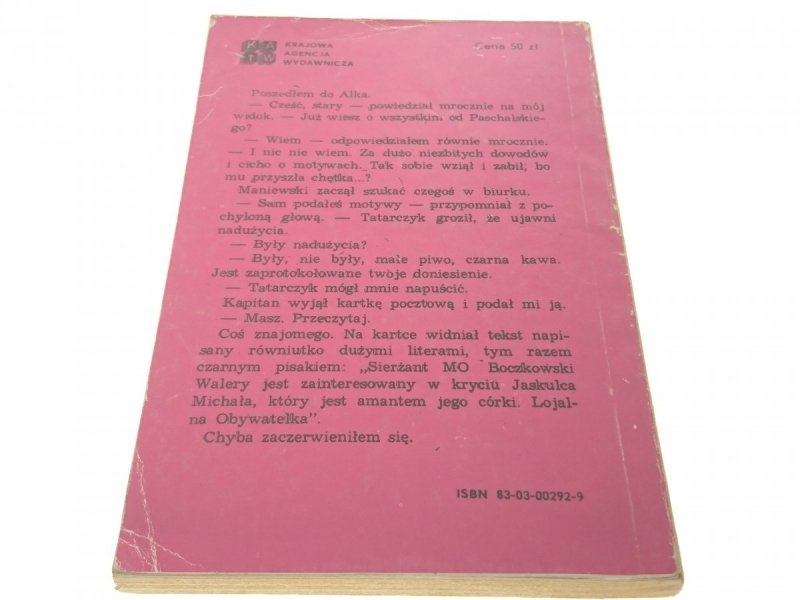 KA
TW
KRAJOWA
AGENCJA
WYDAWNICZA
Cena 50 zł
Poszedłem do Alka.
— Cześć, stary — powiedział mrocznie na mój
widok. — Już wiesz o wszystkim od Paschalskie-
go?
— Wiem — odpowiedziałem równie mrocznie.
— I nic nie wiem. Za dużo niezbitych dowodów
i cicho o motywach. Tak sobie wziął i zabił, bo
mu przyszła chętka...?
Maniewski zaczął szukać czegoś w biurku.
— Sam podałeś motywy — przypomniał z po-
chyloną głową. — Tatarczyk groził, że ujawni
nadużycia.
— Były nadużycia?
— Były, nie były, małe piwo, czarna kawa.
Jest zaprotokołowane twoje doniesienie.
— Tatarczyk mógł mnie napuścić.
Kapitan wyjął kartkę pocztową i podał mi ją.
— Masz. Przeczytaj.
Coś znajomego. Na kartce widniał tekst napi-
sany równiutko dużymi literami, tym razem
czarnym pisakiem: „Sierżant MO Boczkowski
Walery jest zainteresowany w kryciu Jaskulca
Michała, który jest amantem jego córki. Lojal-
na Obywatelka”.
Chyba zaczerwieniłem się.
ISBN 83-03-00292-9